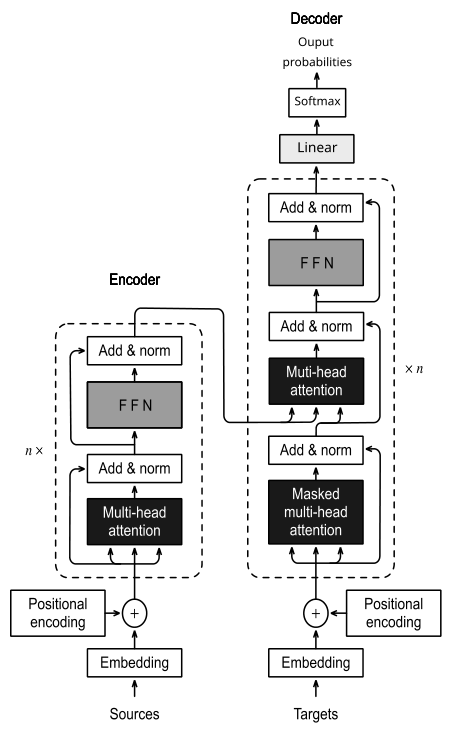 Decoder
Ouput
probabilities
Softmax
Linear
Add & norm
F F N
Add & norm
Muti-head
attention
× n
Add & norm
Masked
multi-head
attention
Encoder
Add & norm
F F N
n ×
Add & norm
Multi-head
attention
Positional
encoding
+
Embedding
Sources
+
Positional
encoding
Embedding
Targets